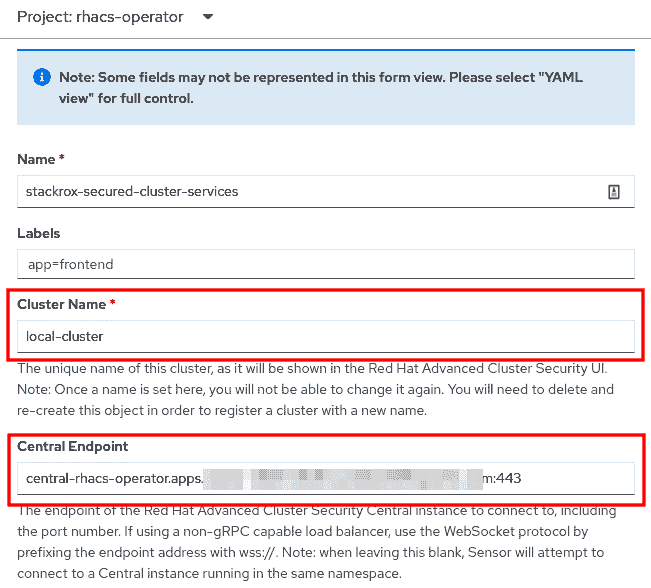 Project: rhacs-operator
Note: Some fields may not be represented in this form view. Please select "YAML
view" for full control.
Name *
stackrox-secured-cluster-services
Labels
app=frontend
Cluster Name *
local-cluster
The unique name of this cluster, as it will be shown in the Red Hat Advanced Cluster Security UI.
Note: Once a name is set here, you will not be able to change it again. You will need to delete and
re-create this object in order to register a cluster with a new name.
Central Endpoint
central-rhacs-operator.apps. m:443
The endpoint of the Red Hat Advanced Cluster Security Central instance to connect to, including
the port number. If using a non-gRPC capable load balancer, use the WebSocket protocol by
prefixing the endpoint address with wss://. Note: when leaving this blank, Sensor will attempt to
connect to a Central instance running in the same namespace.